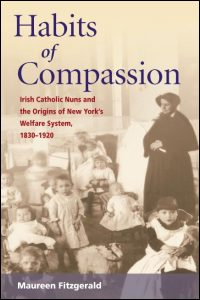 Habits
of
Compassion
Irish Catholic Nuns and
the Origins of New York's
Welfare System,
1830–1920
Maureen Fitzgerald